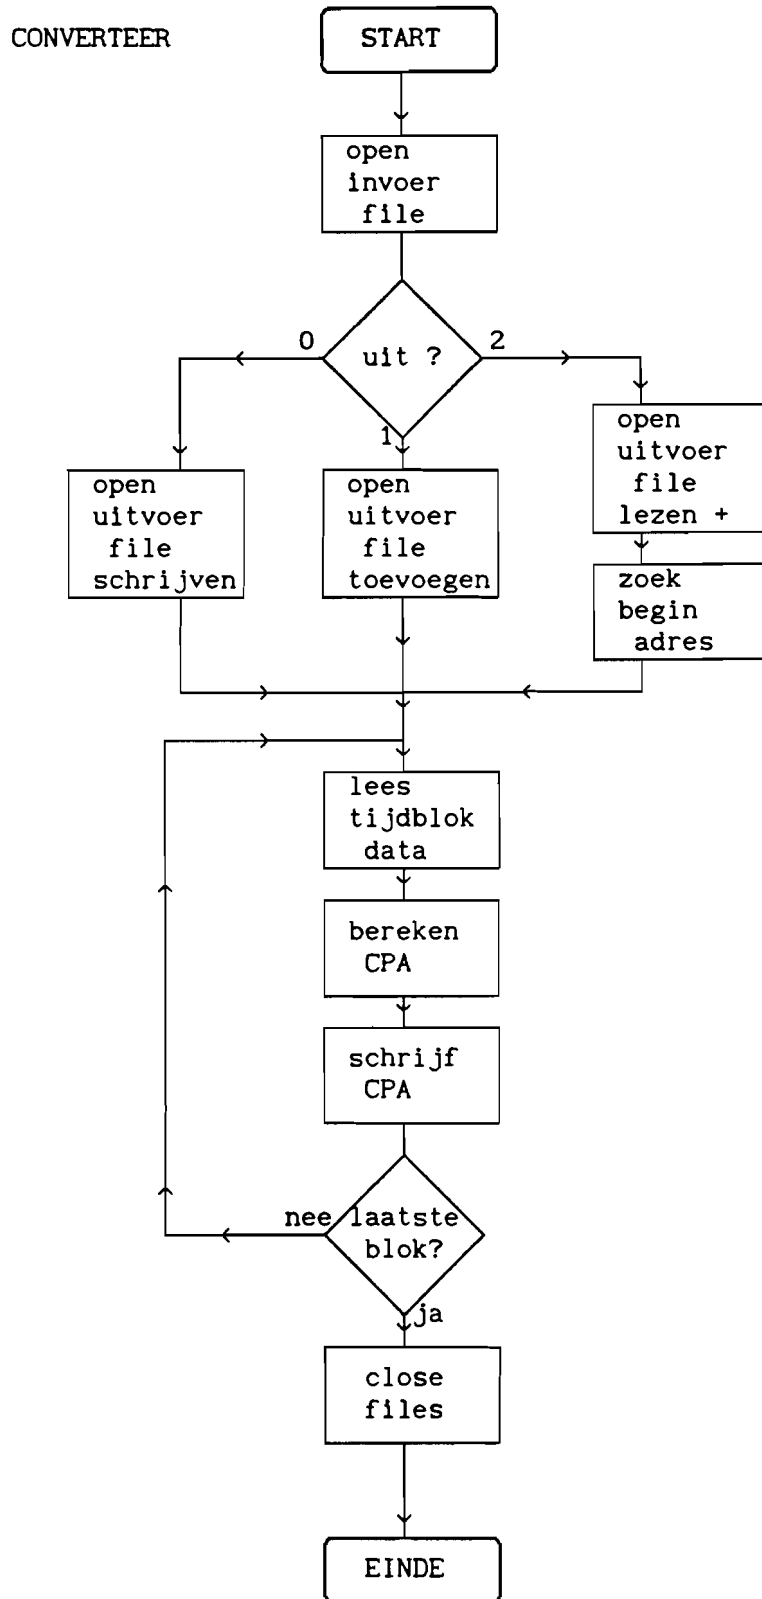 CONVERTEER
START
open
invoer
file
uit ?
0
2
1
open
uitvoer
file
schrijven
open
uitvoer
file
toevoegen
open
uitvoer
file
lezen +
zoek
begin
adres
lees
tijdblok
data
bereken
CPA
schrijf
CPA
nee
laatste
blok?
ja
close
files
EINDE